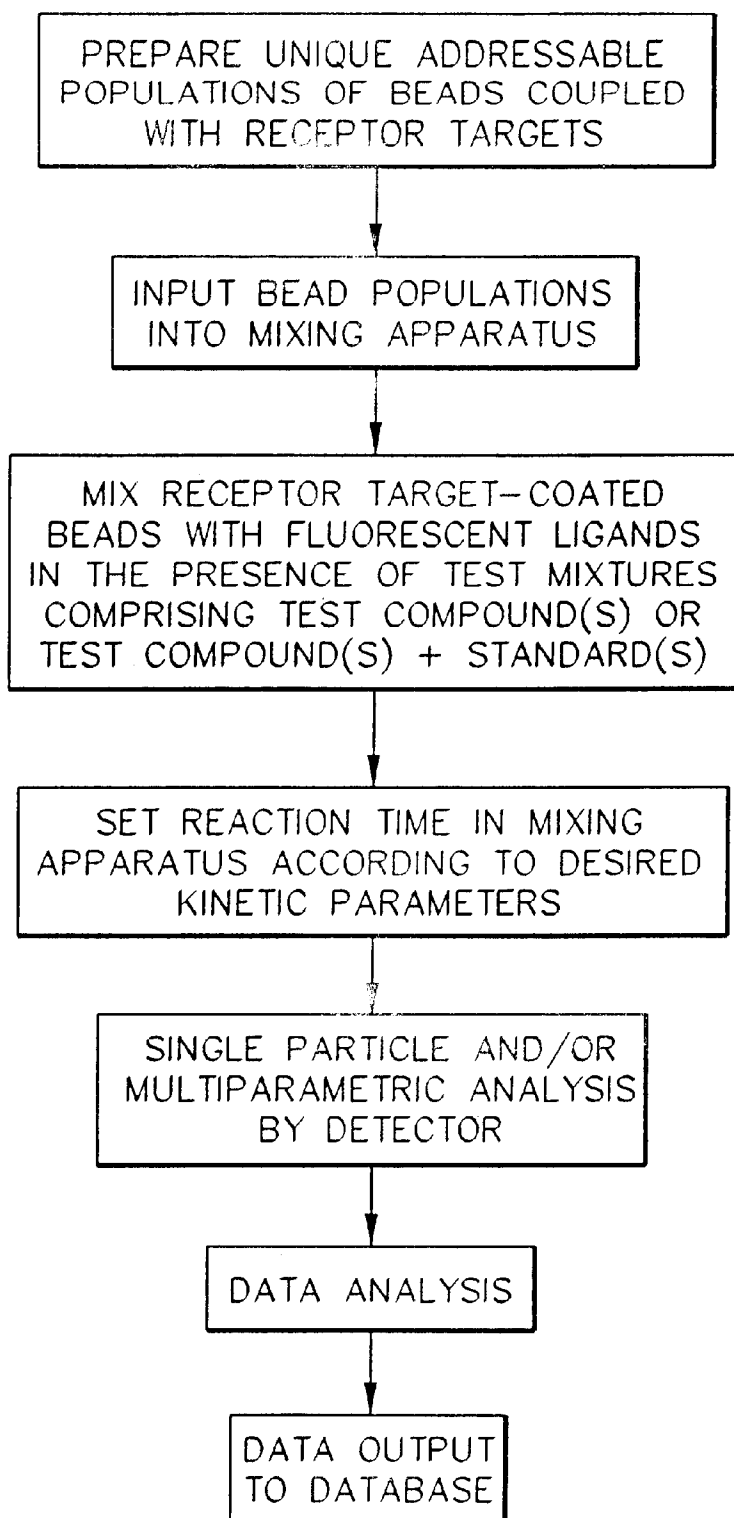 PREPARE UNIQUE ADDRESSABLE
POPULATIONS OF BEADS COUPLED
WITH RECEPTOR TARGETS
INPUT BEAD POPULATIONS
INTO MIXING APPARATUS
MIX RECEPTOR TARGET-COATED
BEADS WITH FLUORESCENT LIGANDS
IN THE PRESENCE OF TEST MIXTURES
COMPRISING TEST COMPOUND(S) OR
TEST COMPOUND(S) + STANDARD(S)
SET REACTION TIME IN MIXING
APPARATUS ACCORDING TO DESIRED
KINETIC PARAMETERS
SINGLE PARTICLE AND/OR
MULTIPARAMETRIC ANALYSIS
BY DETECTOR
DATA ANALYSIS
DATA OUTPUT
TO DATABASE